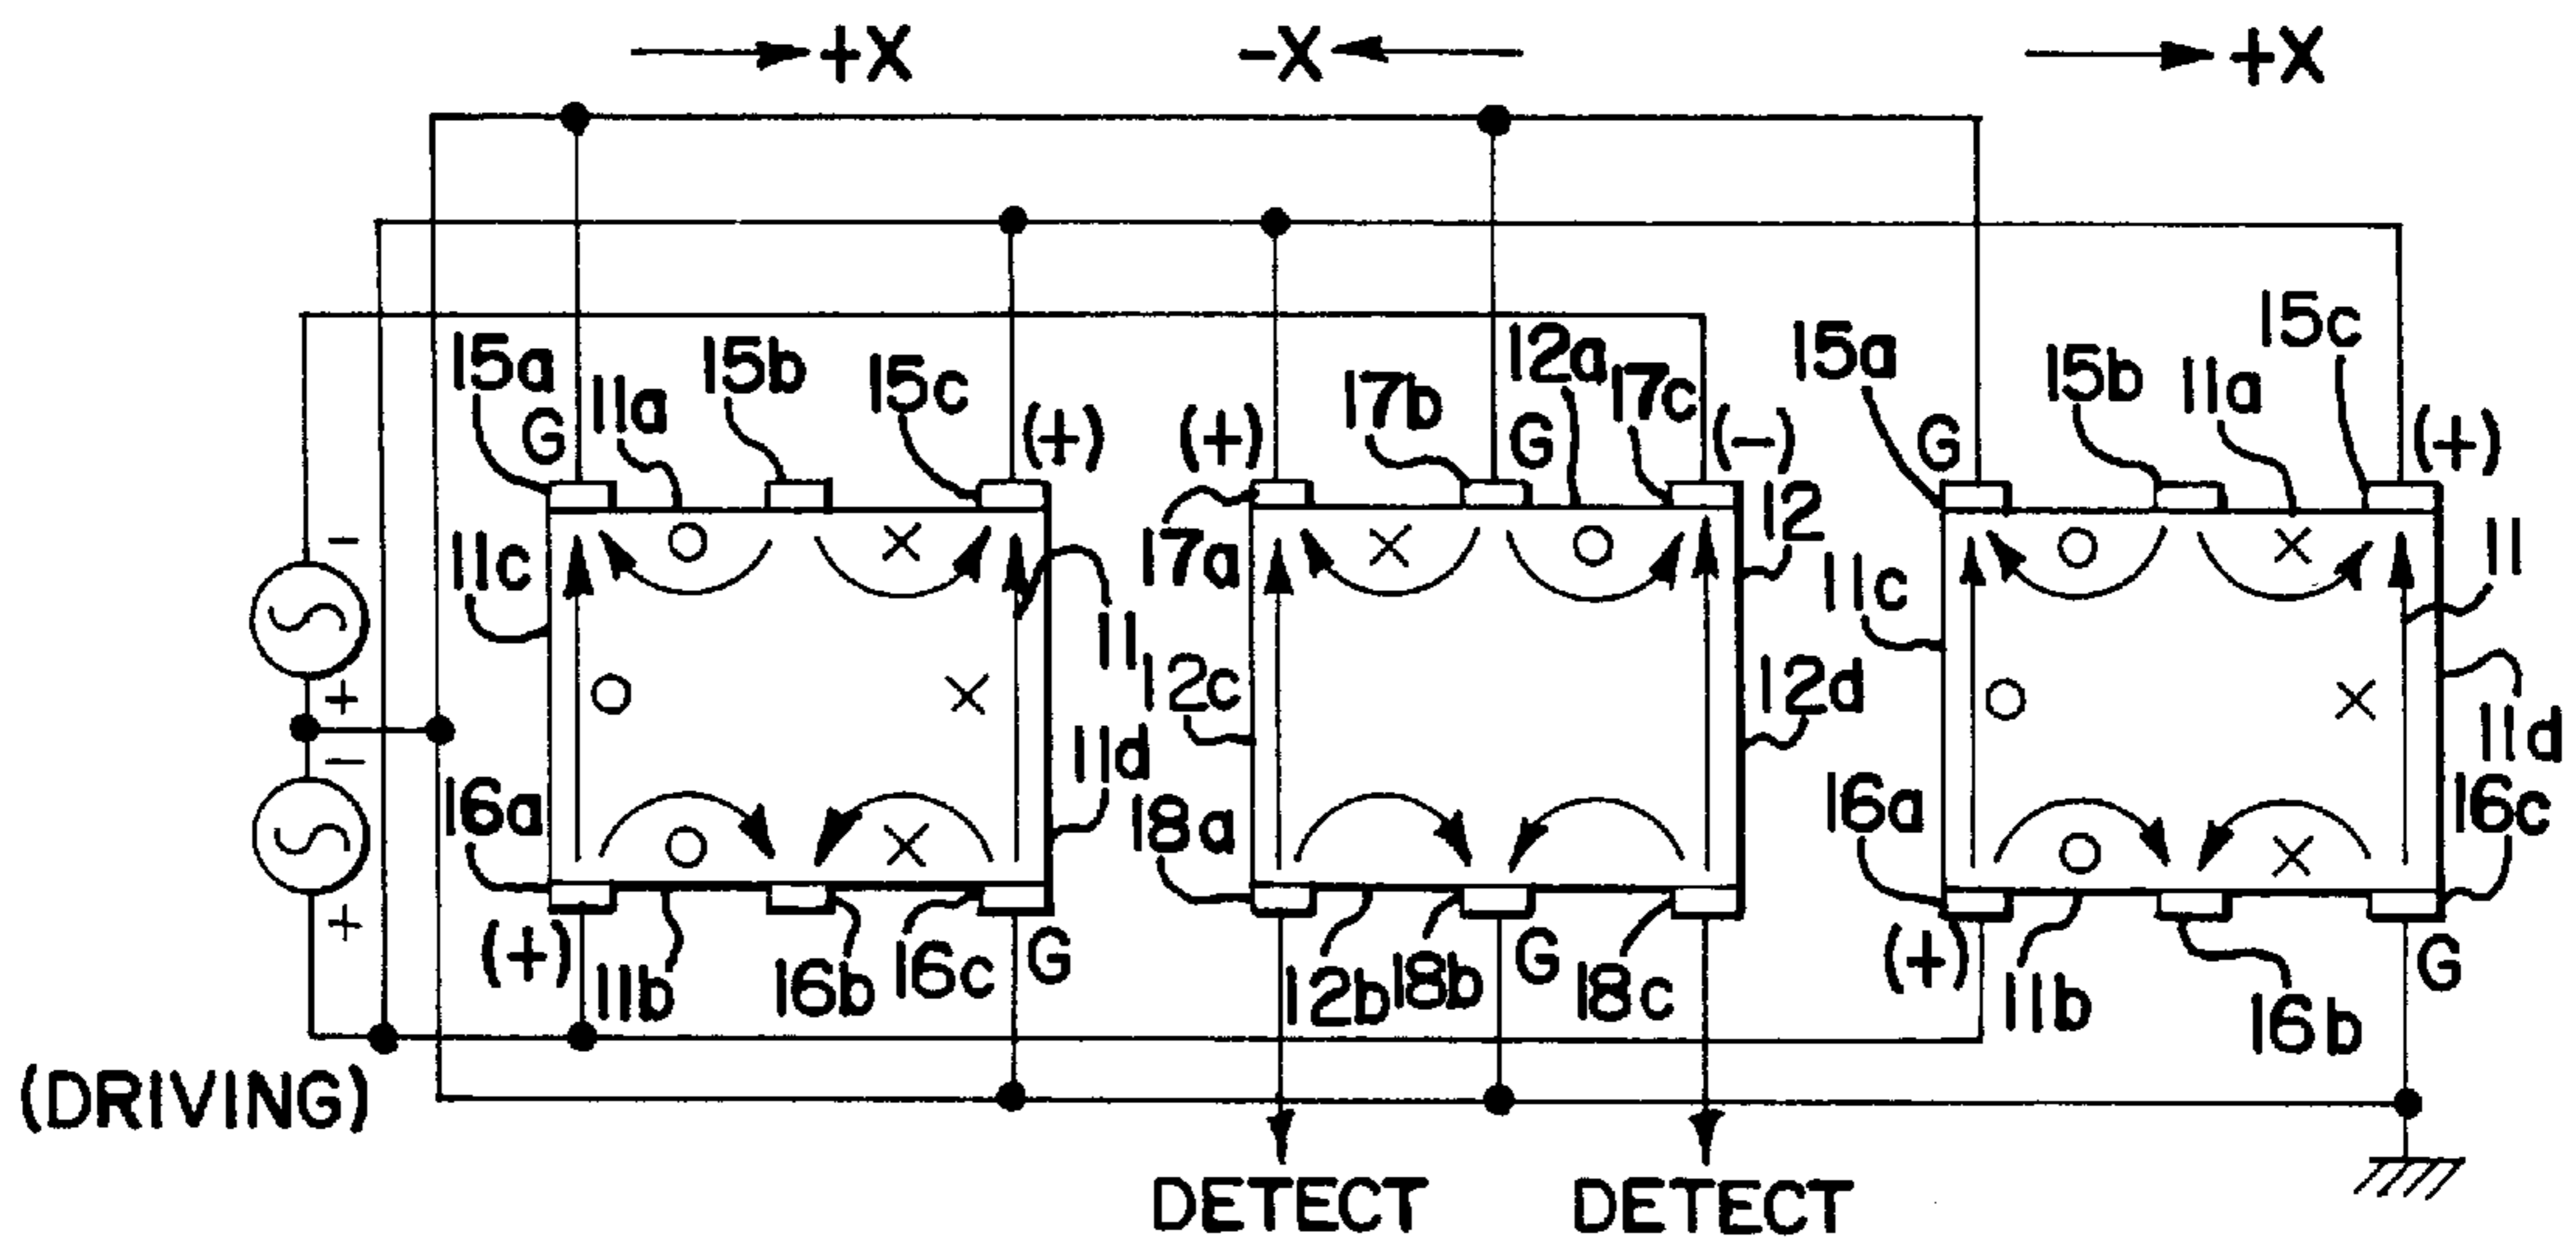 +X
-X
+X
15a
G
11a
15b
15c
(+)
(+)
17b
G
12a
17c
(-)
12
15a
G
15b
11a
15c
(+)
11c
17a
11
11c
11
-
+
-
+
12c
12d
11d
11d
16a
18a
16a
16c
(+)
11b
16b
16c
G
12b
18b
G
18c
(+)
11b
16b
G
(DRIVING)
DETECT
DETECT